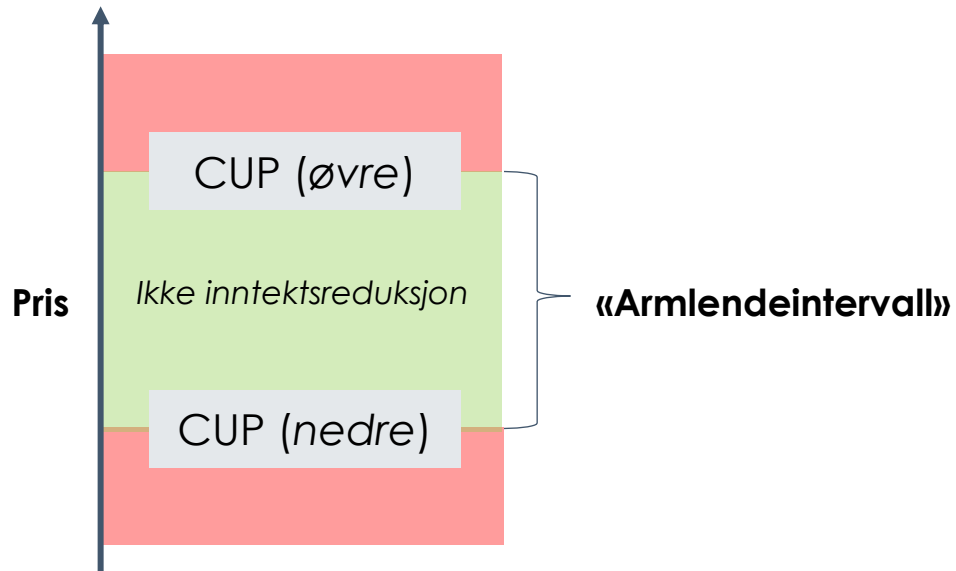 CUP (øvre)
Pris
Ikke inntektsreduksjon
«Armlendeintervall»
CUP (nedre)